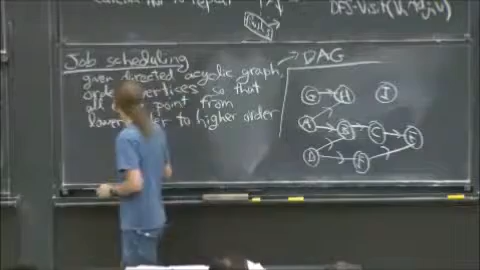 DFS-Visit(V, Adj, v)
Job scheduling
→ DAG
given directed acyclic graph,
order vertices so that
all point from
lower order to higher order
G H I
A B C E
D F